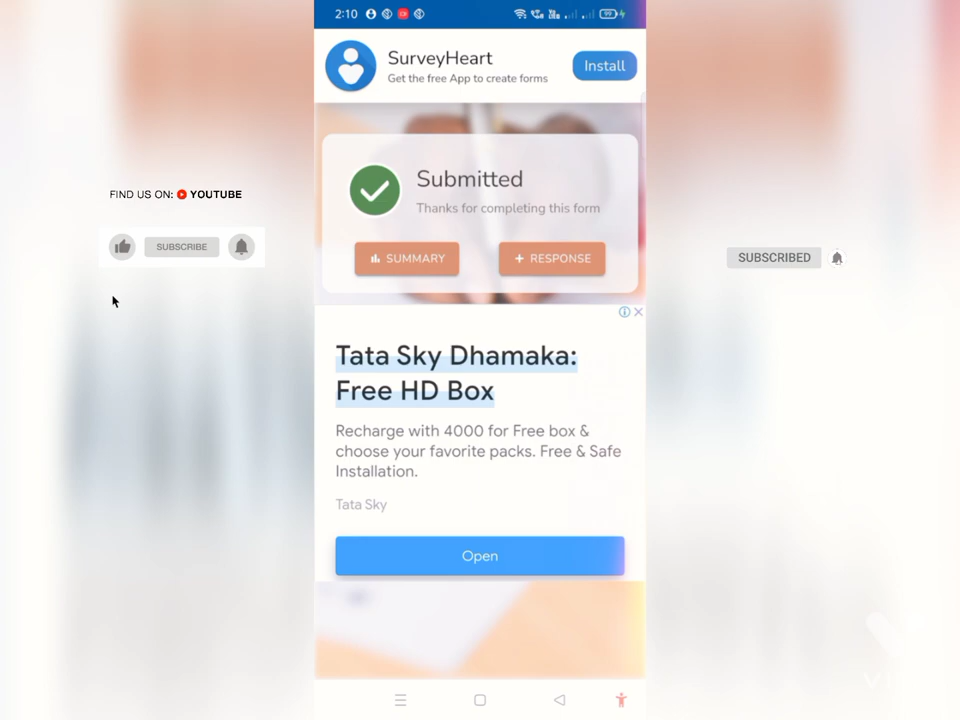 2:10
99
SurveyHeart
Get the free App to create forms
Install
Submitted
Thanks for completing this form
SUMMARY
+ RESPONSE
FIND US ON: YOUTUBE
SUBSCRIBE
SUBSCRIBED
Tata Sky Dhamaka:
Free HD Box
Recharge with 4000 for Free box &
choose your favorite packs. Free & Safe
Installation.
Tata Sky
Open